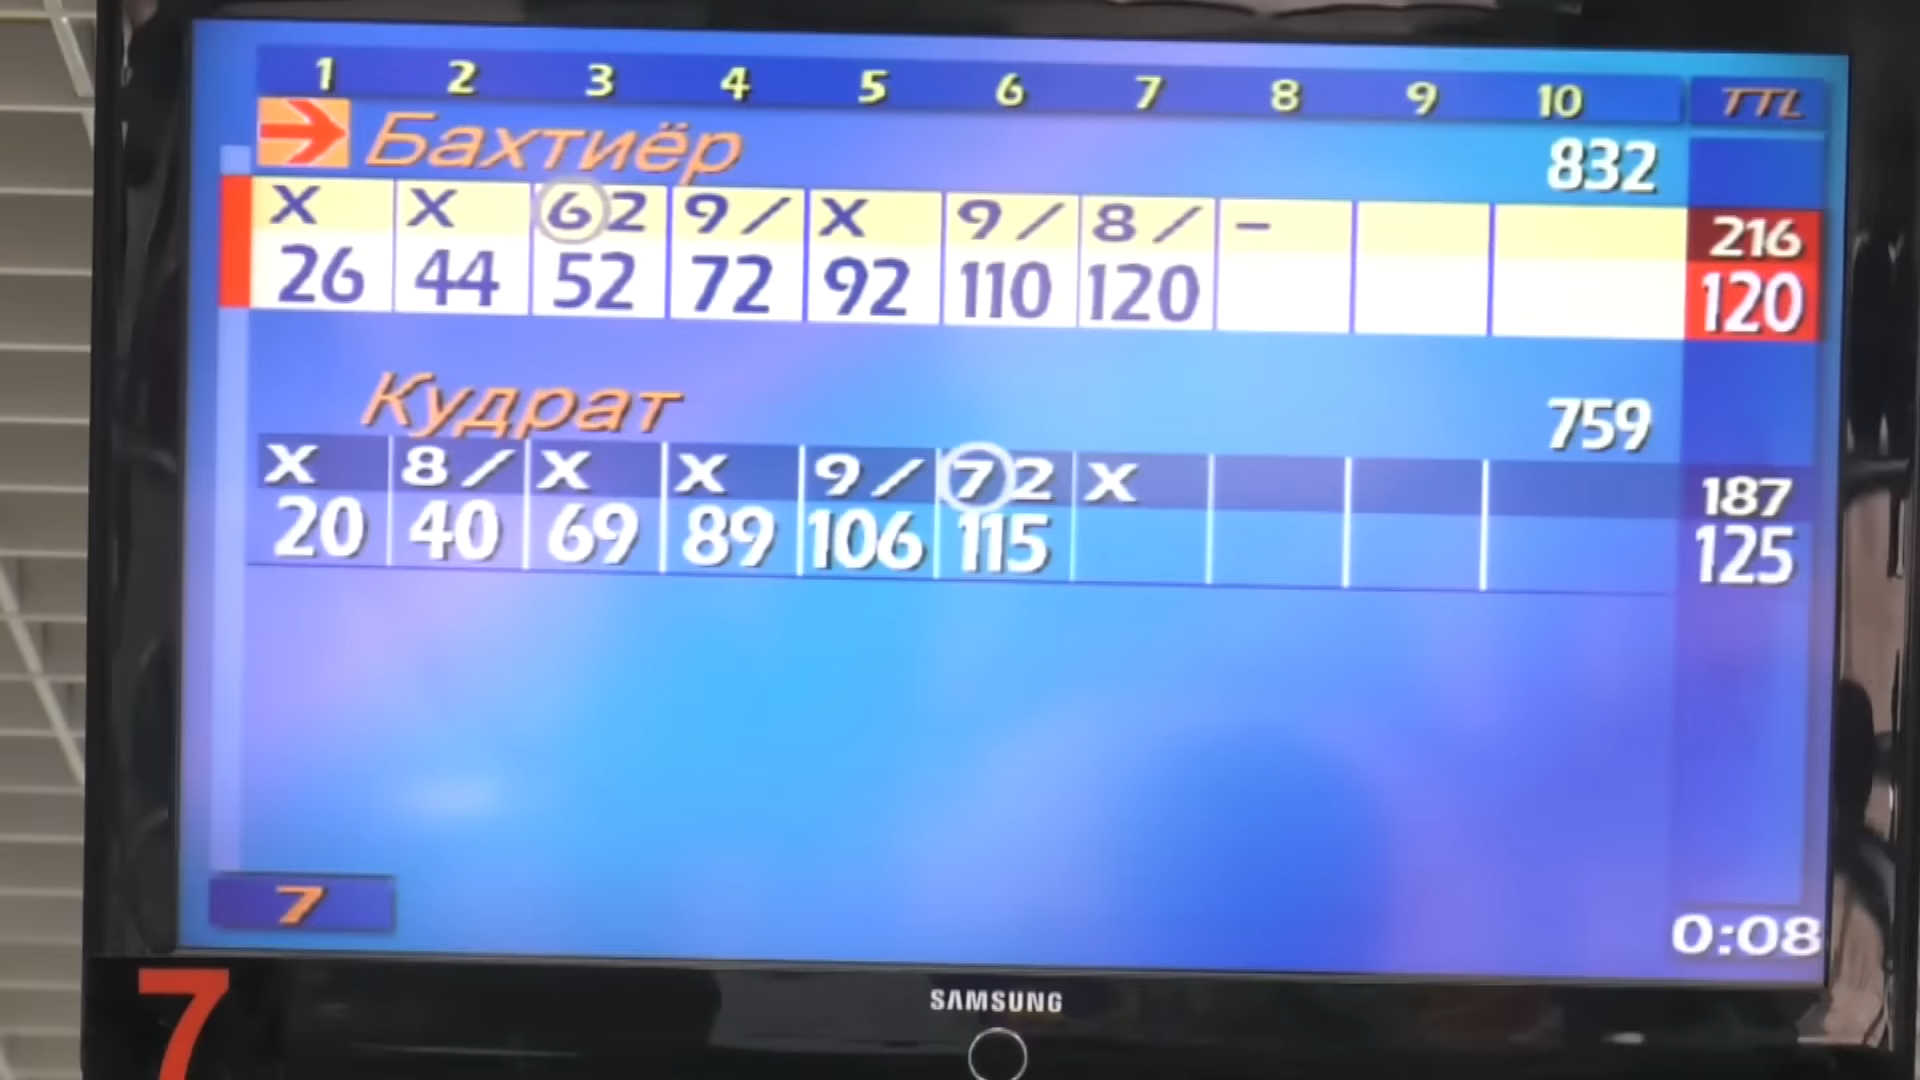 1 2 3 4 5 6 7 8 9 10 TTL
Бахтиёр 832
X X 6 2 9 / X 9 / 8 / - 216
26 44 52 72 92 110 120 120
Кудрат 759
X 8 / X X 9 / 7 2 X 187
20 40 69 89 106 115 125
7 0:08
7 SAMSUNG